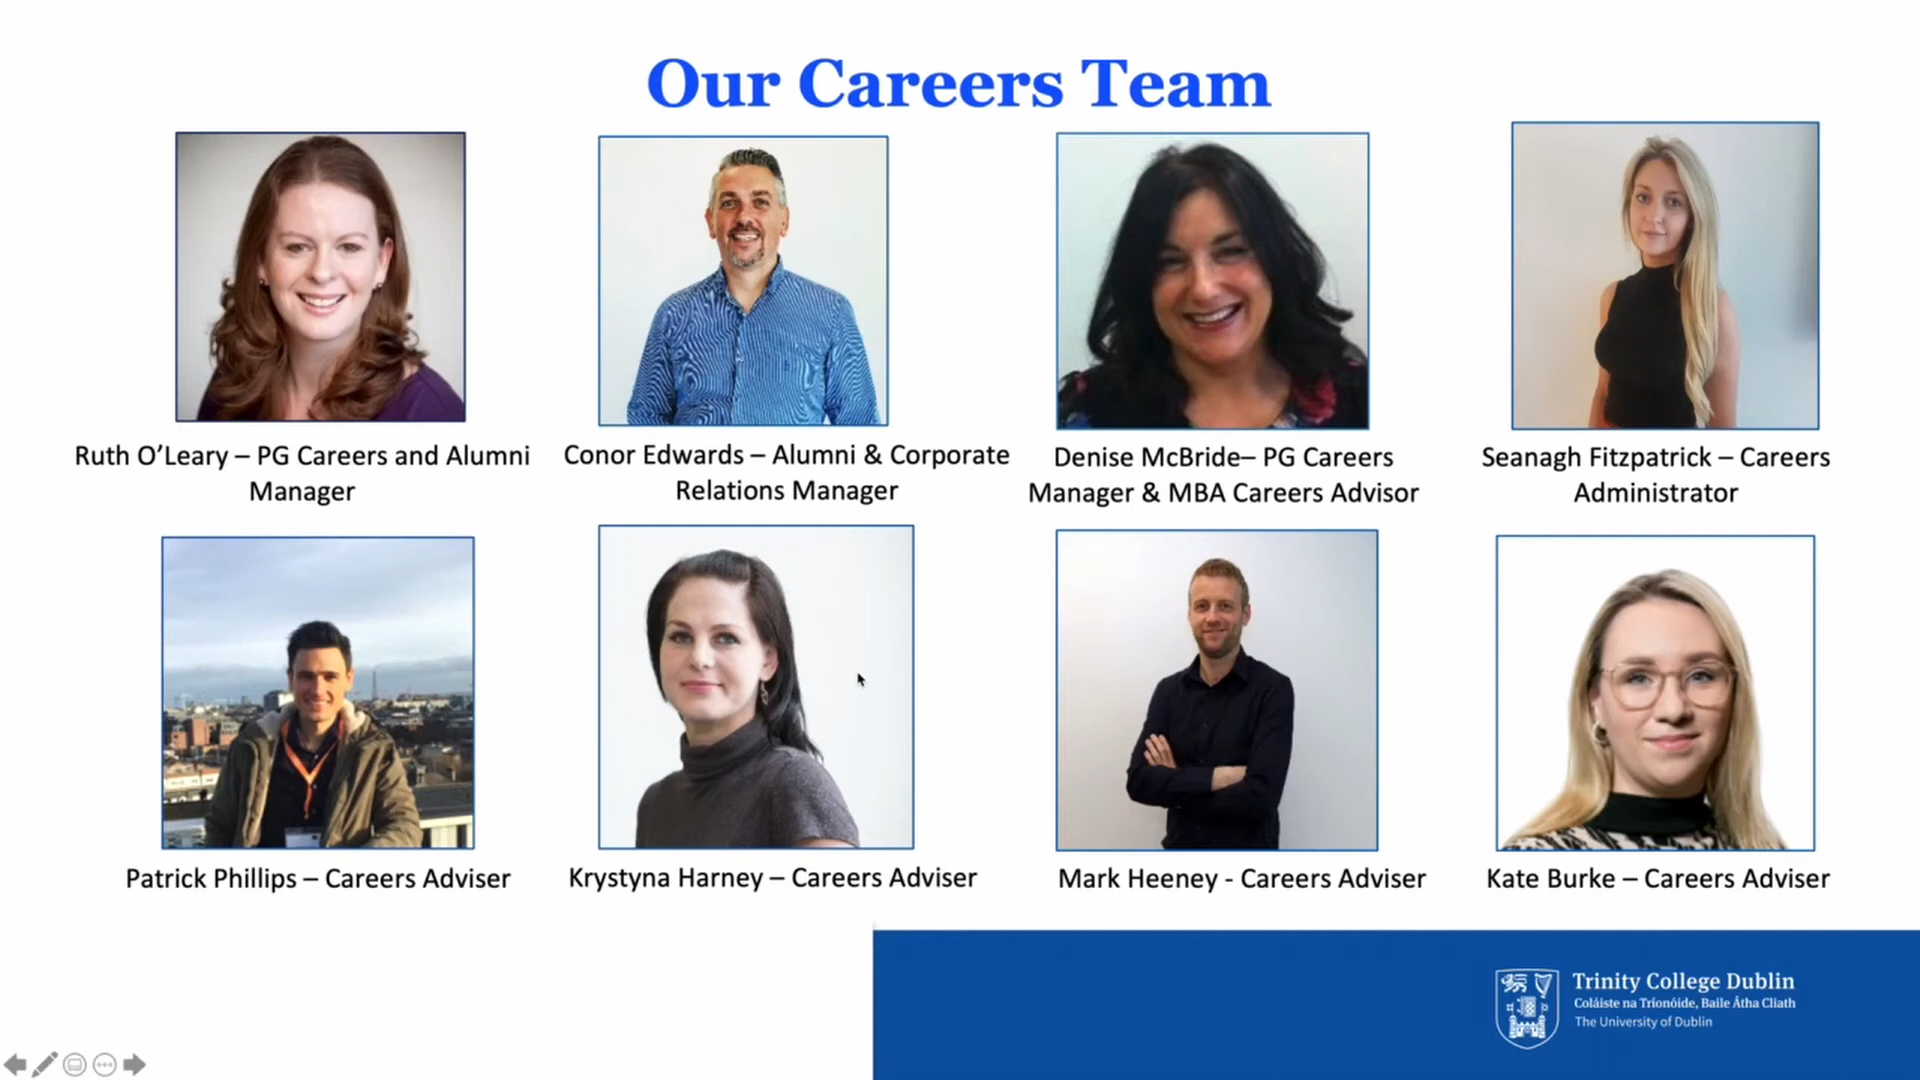 Our Careers Team
Ruth O’Leary – PG Careers and Alumni
Manager
Conor Edwards – Alumni & Corporate
Relations Manager
Denise McBride– PG Careers
Manager & MBA Careers Advisor
Seanagh Fitzpatrick – Careers
Administrator
Patrick Phillips – Careers Adviser
Krystyna Harney – Careers Adviser
Mark Heeney - Careers Adviser
Kate Burke – Careers Adviser
Trinity College Dublin
Coláiste na Tríonóide, Baile Átha Cliath
The University of Dublin